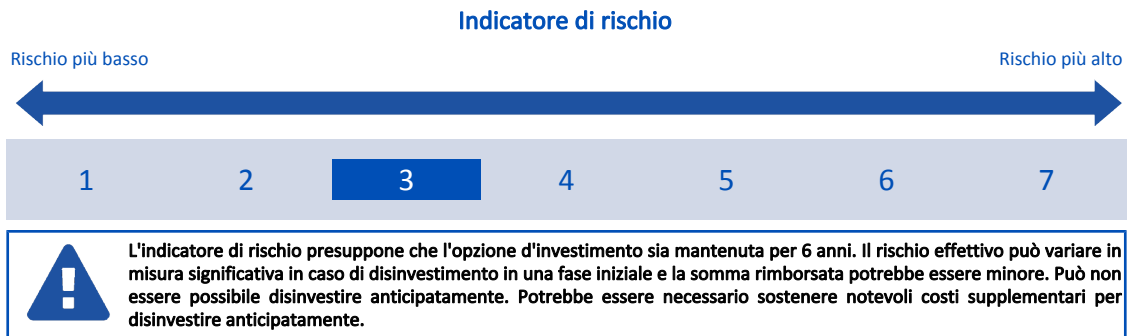 Indicatore di rischio
Rischio più basso
Rischio più alto
1 2 3 4 5 6 7
L'indicatore di rischio presuppone che l'opzione d'investimento sia mantenuta per 6 anni. Il rischio effettivo può variare in
misura significativa in caso di disinvestimento in una fase iniziale e la somma rimborsata potrebbe essere minore. Può non
essere possibile disinvestire anticipatamente. Potrebbe essere necessario sostenere notevoli costi supplementari per
disinvestire anticipatamente.